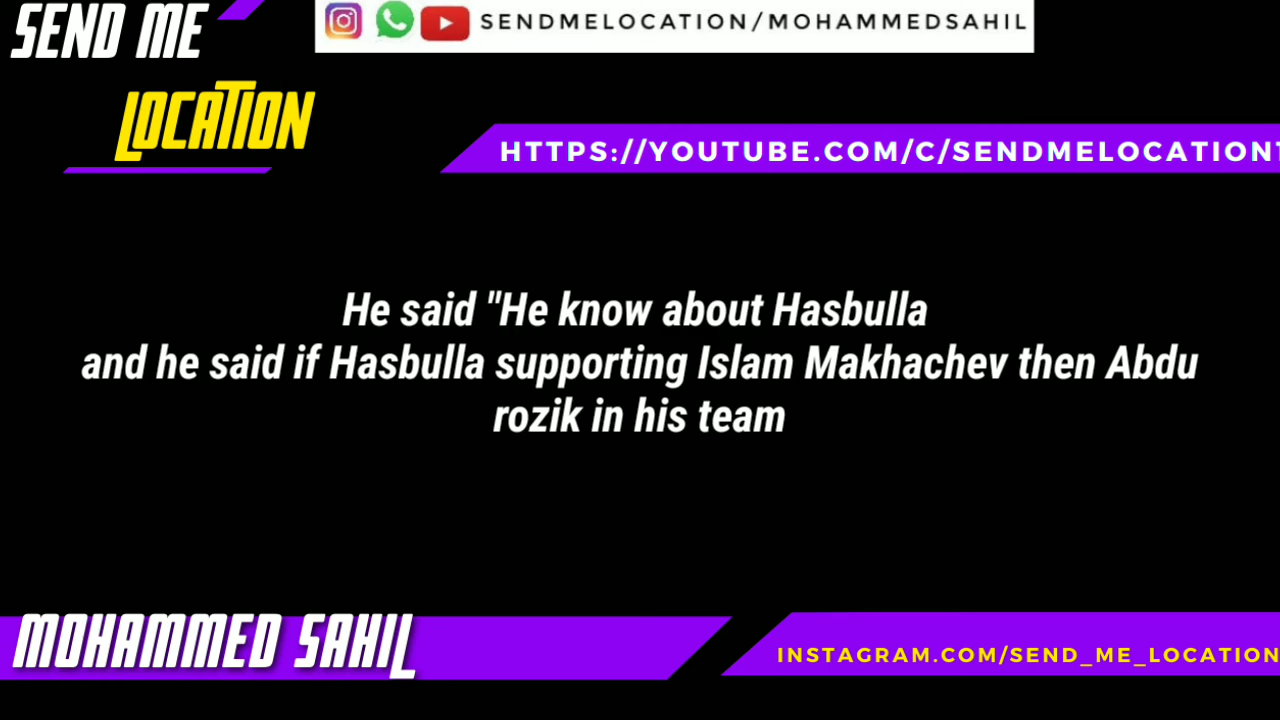 SEND ME
LOCATION
SENDMELOCATION/MOHAMMEDSAHIL
HTTPS://YOUTUBE.COM/C/SENDMELOCATION
He said "He know about Hasbulla
and he said if Hasbulla supporting Islam Makhachev then Abdu
rozik in his team
MOHAMMED SAHIL
INSTAGRAM.COM/SEND_ME_LOCATION